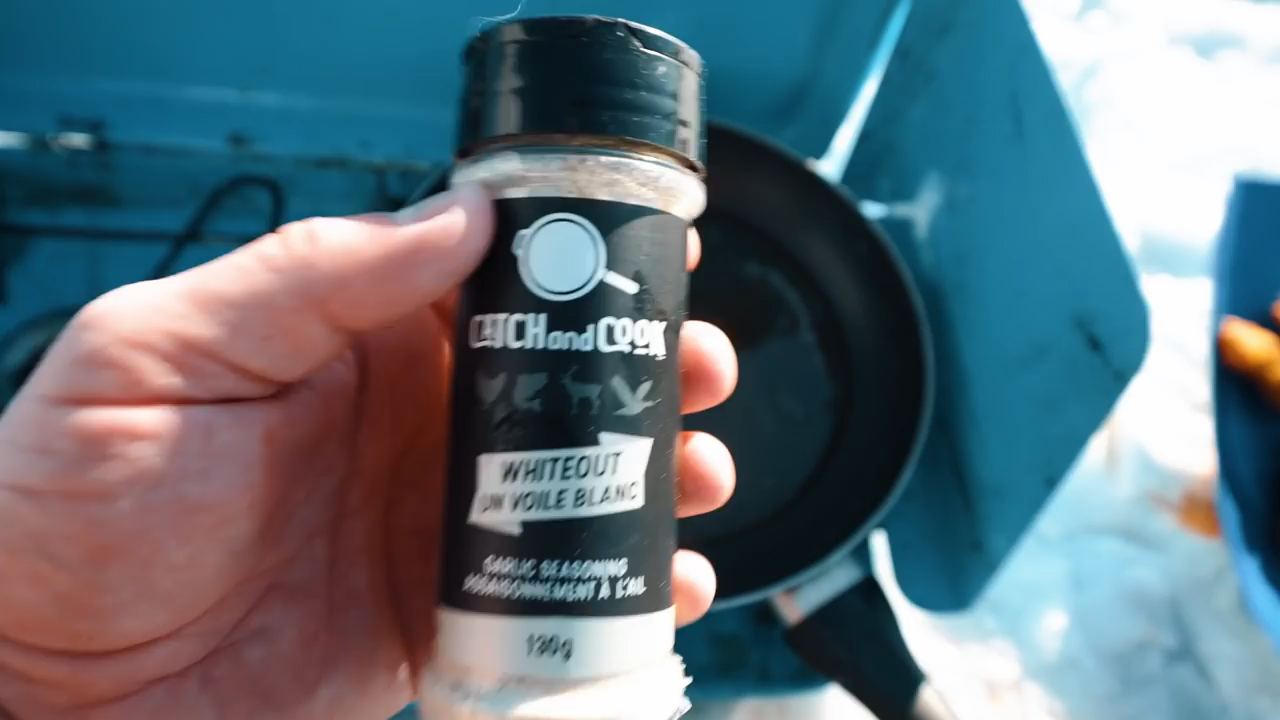 CATCH and COOK
WHITEOUT
UN VOILE BLANC
GARLIC SEASONING
ASSAISONNEMENT À L'AIL
130g